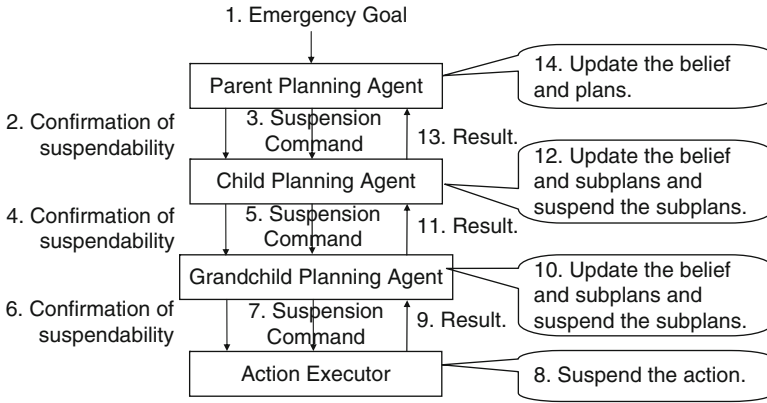 1. Emergency Goal
Parent Planning Agent
14. Update the belief
and plans.
2. Confirmation of
suspendability
3. Suspension
Command
13. Result.
Child Planning Agent
12. Update the belief
and subplans and
suspend the subplans.
4. Confirmation of
suspendability
5. Suspension
Command
11. Result.
Grandchild Planning Agent
10. Update the belief
and subplans and
suspend the subplans.
6. Confirmation of
suspendability
7. Suspension
Command
9. Result.
Action Executor
8. Suspend the action.